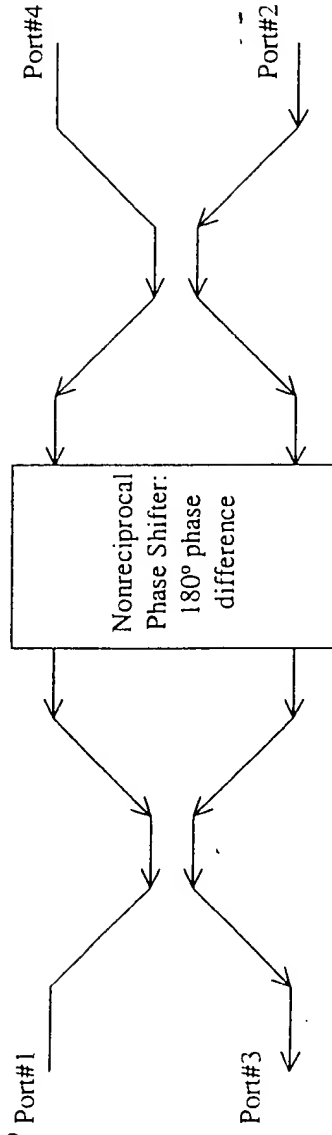 Port#1
Port#3
Nonreciprocal
Phase Shifter:
180° phase
difference
Port#4
Port#2